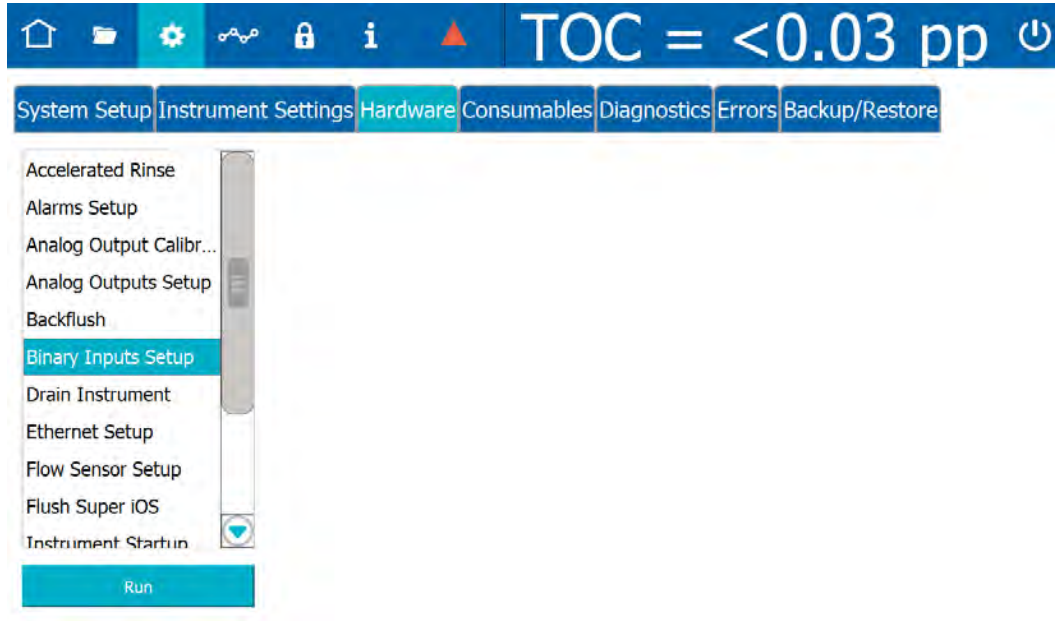 TOC = <0.03 pp
System Setup Instrument Settings Hardware Consumables Diagnostics Errors Backup/Restore
Accelerated Rinse
Alarms Setup
Analog Output Calibr...
Analog Outputs Setup
Backflush
Binary Inputs Setup
Drain Instrument
Ethernet Setup
Flow Sensor Setup
Flush Super iOS
Instrument Startup
Run